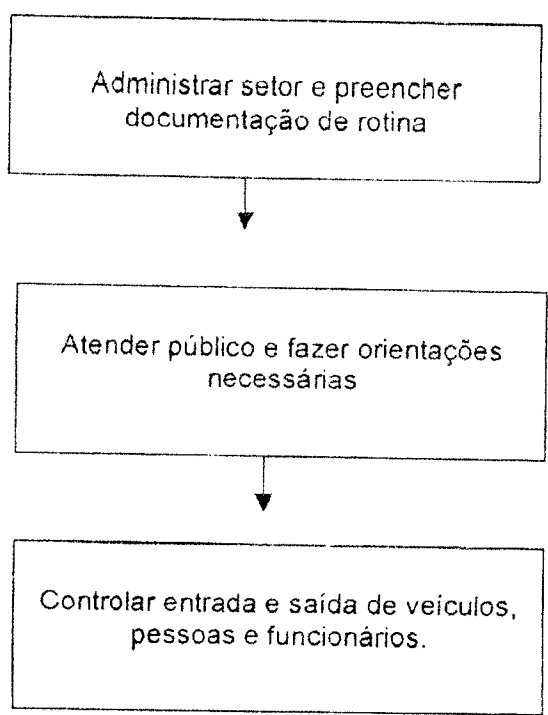 Administrar setor e preencher
documentação de rotina
Atender público e fazer orientações
necessárias
Controlar entrada e saída de veículos,
pessoas e funcionários.